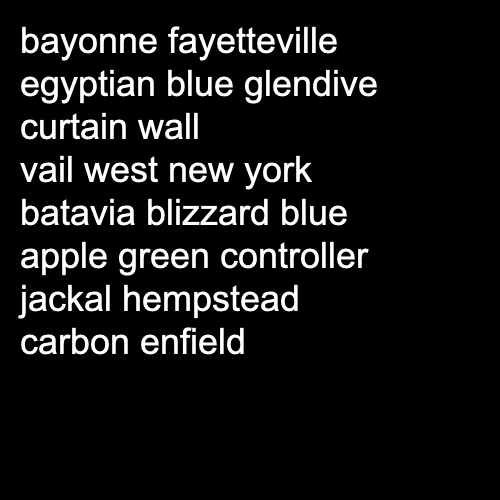 bayonne fayetteville
egyptian blue glendive
curtain wall
vail west new york
batavia blizzard blue
apple green controller
jackal hempstead
carbon enfield